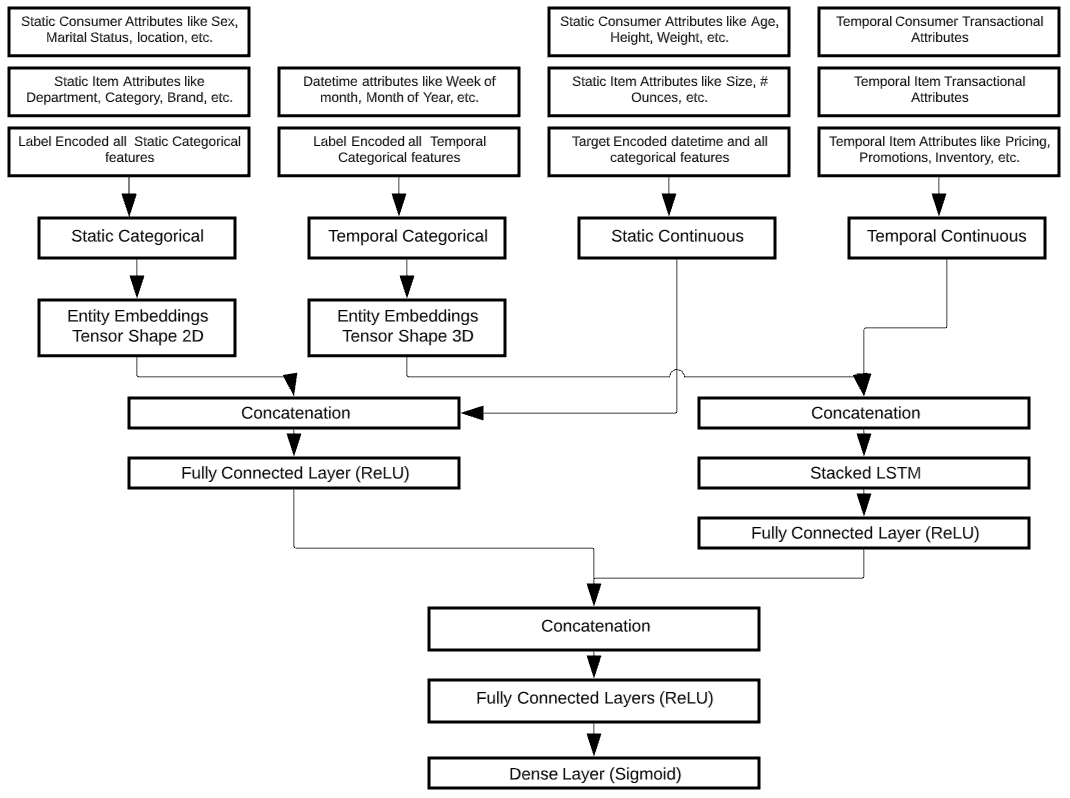 Static Consumer Attributes like Sex,
Marital Status, location, etc.
Static Item Attributes like
Department, Category, Brand, etc.
Label Encoded all Static Categorical
features
Datetime attributes like Week of
month, Month of Year, etc.
Label Encoded all Temporal
Categorical features
Static Consumer Attributes like Age,
Height, Weight, etc.
Static Item Attributes like Size, #
Ounces, etc.
Target Encoded datetime and all
categorical features
Temporal Consumer Transactional
Attributes
Temporal Item Transactional
Attributes
Temporal Item Attributes like Pricing,
Promotions, Inventory, etc.
Static Categorical
Temporal Categorical
Static Continuous
Temporal Continuous
Entity Embeddings
Tensor Shape 2D
Entity Embeddings
Tensor Shape 3D
Concatenation
Concatenation
Fully Connected Layer (ReLU)
Stacked LSTM
Fully Connected Layer (ReLU)
Concatenation
Fully Connected Layers (ReLU)
Dense Layer (Sigmoid)